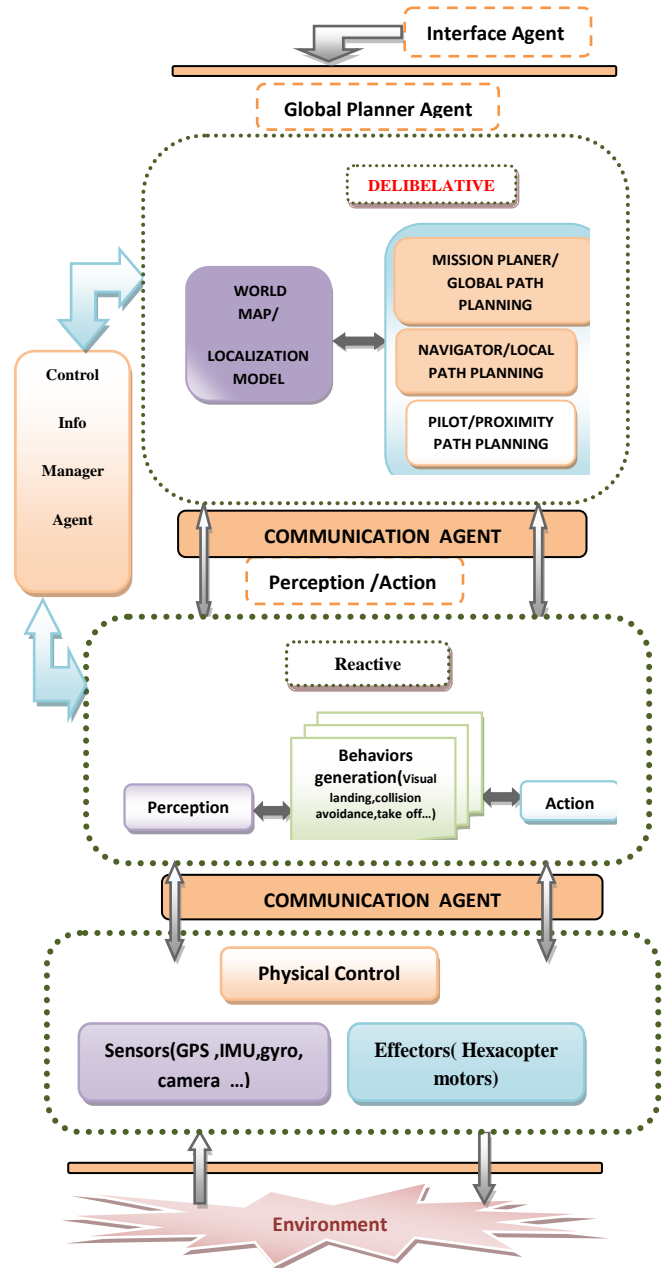 Interface Agent
Global Planner Agent
DELIBELATIVE
WORLD
MAP/
LOCALIZATION
MODEL
MISSION PLANER/
GLOBAL PATH
PLANNING
NAVIGATOR/LOCAL
PATH PLANNING
PILOT/PROXIMITY
PATH PLANNING
Control
Info
Manager
Agent
COMMUNICATION AGENT
Perception /Action
Reactive
Perception
Behaviors
generation(Visual
landing,collision
avoidance,take off...)
Action
COMMUNICATION AGENT
Physical Control
Sensors(GPS ,IMU,gyro,
camera ...)
Effectors( Hexacopter
motors)
Environment